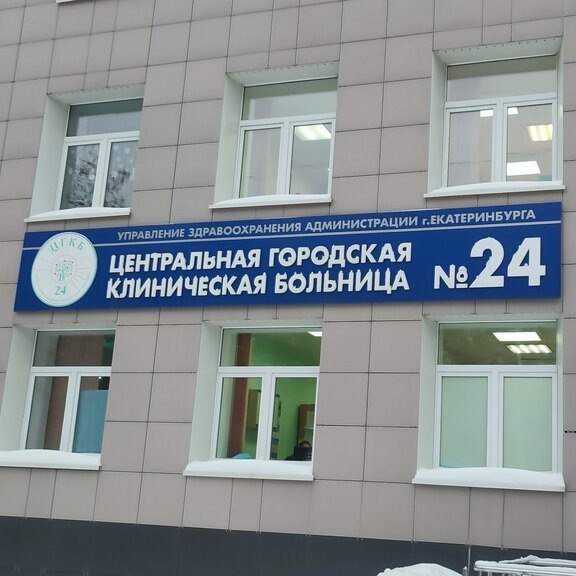 УПРАВЛЕНИЕ ЗДРАВООХРАНЕНИЯ АДМИНИСТРАЦИИ г.ЕКАТЕРИНБУРГА
ЦГКБ
24
ЦЕНТРАЛЬНАЯ ГОРОДСКАЯ
КЛИНИЧЕСКАЯ БОЛЬНИЦА
№24